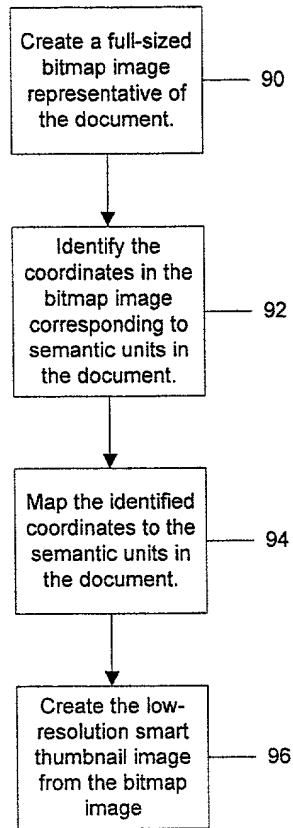 Create a full-sized
bitmap image
representative of
the document.
90
Identify the
coordinates in the
bitmap image
corresponding to
semantic units in
the document.
92
Map the identified
coordinates to the
semantic units in
the document.
94
Create the low-
resolution smart
thumbnail image
from the bitmap
image
96